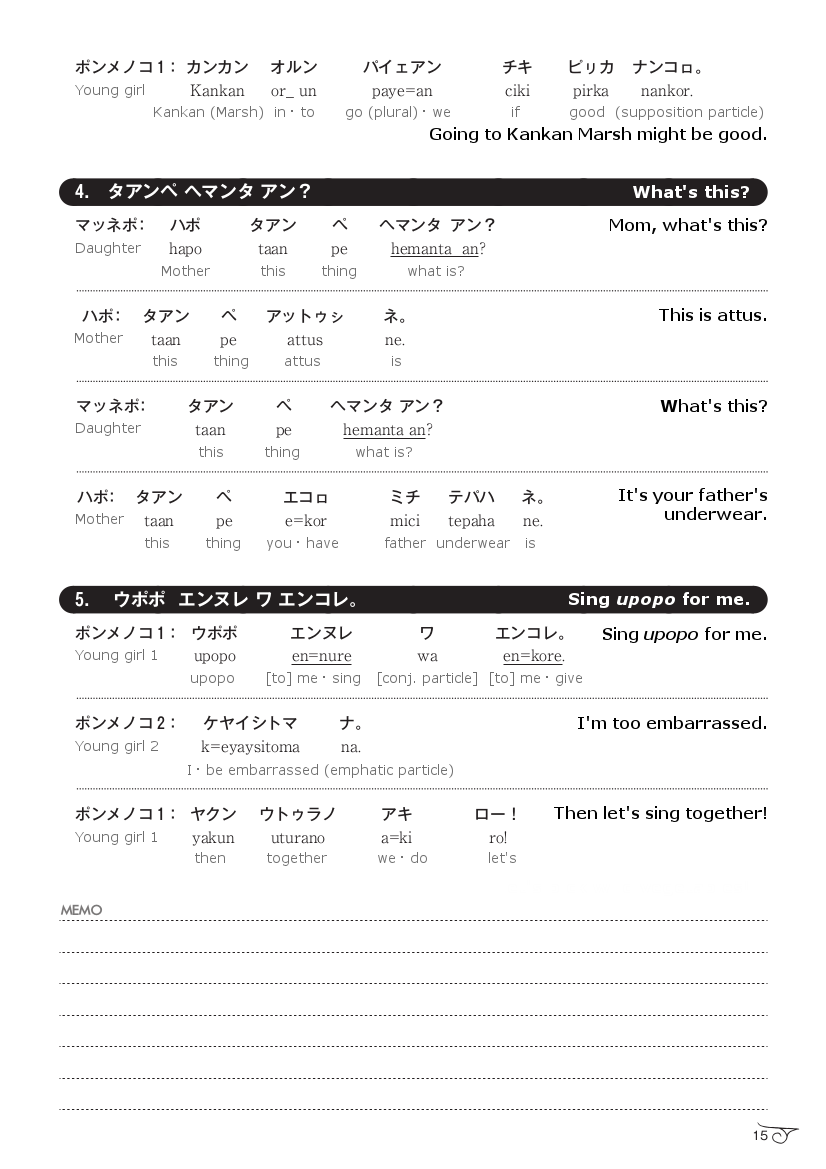 ポンメノコ1： カンカン オルン パイェアン チキ ピㇼカ ナンコㇿ。
Young girl Kankan or_ un paye=an ciki pirka nankor.
Kankan (Marsh) in・to go (plural)・we if good (supposition particle)
Going to Kankan Marsh might be good.
4. タアンペ ヘマンタ アン？ What's this?
マッネポ： ハポ タアン ペ ヘマンタ アン？ Mom, what's this?
Daughter hapo taan pe hemanta an?
Mother this thing what is?
ハポ： タアン ペ アットゥㇱ ネ。 This is attus.
Mother taan pe attus ne.
this thing attus is
マッネポ： タアン ペ ヘマンタ アン？ What's this?
Daughter taan pe hemanta an?
this thing what is?
ハポ： タアン ペ エコㇿ ミチ テパハ ネ。 It's your father's
underwear.
Mother taan pe e=kor mici tepaha ne.
this thing you・have father underwear is
5. ウポポ エンヌレ ワ エンコレ。 Sing upopo for me.
ポンメノコ1： ウポポ エンヌレ ワ エンコレ。 Sing upopo for me.
Young girl 1 upopo en=nure wa en=kore.
upopo [to] me・sing [conj. particle] [to] me・give
ポンメノコ2： ケヤイシトマ ナ。 I'm too embarrassed.
Young girl 2 k=eyaysitoma na.
I・be embarrassed (emphatic particle)
ポンメノコ1： ヤクン ウトゥラノ アキ ロー！ Then let's sing together!
Young girl 1 yakun uturano a=ki ro!
then together we・do let's
MEMO
15